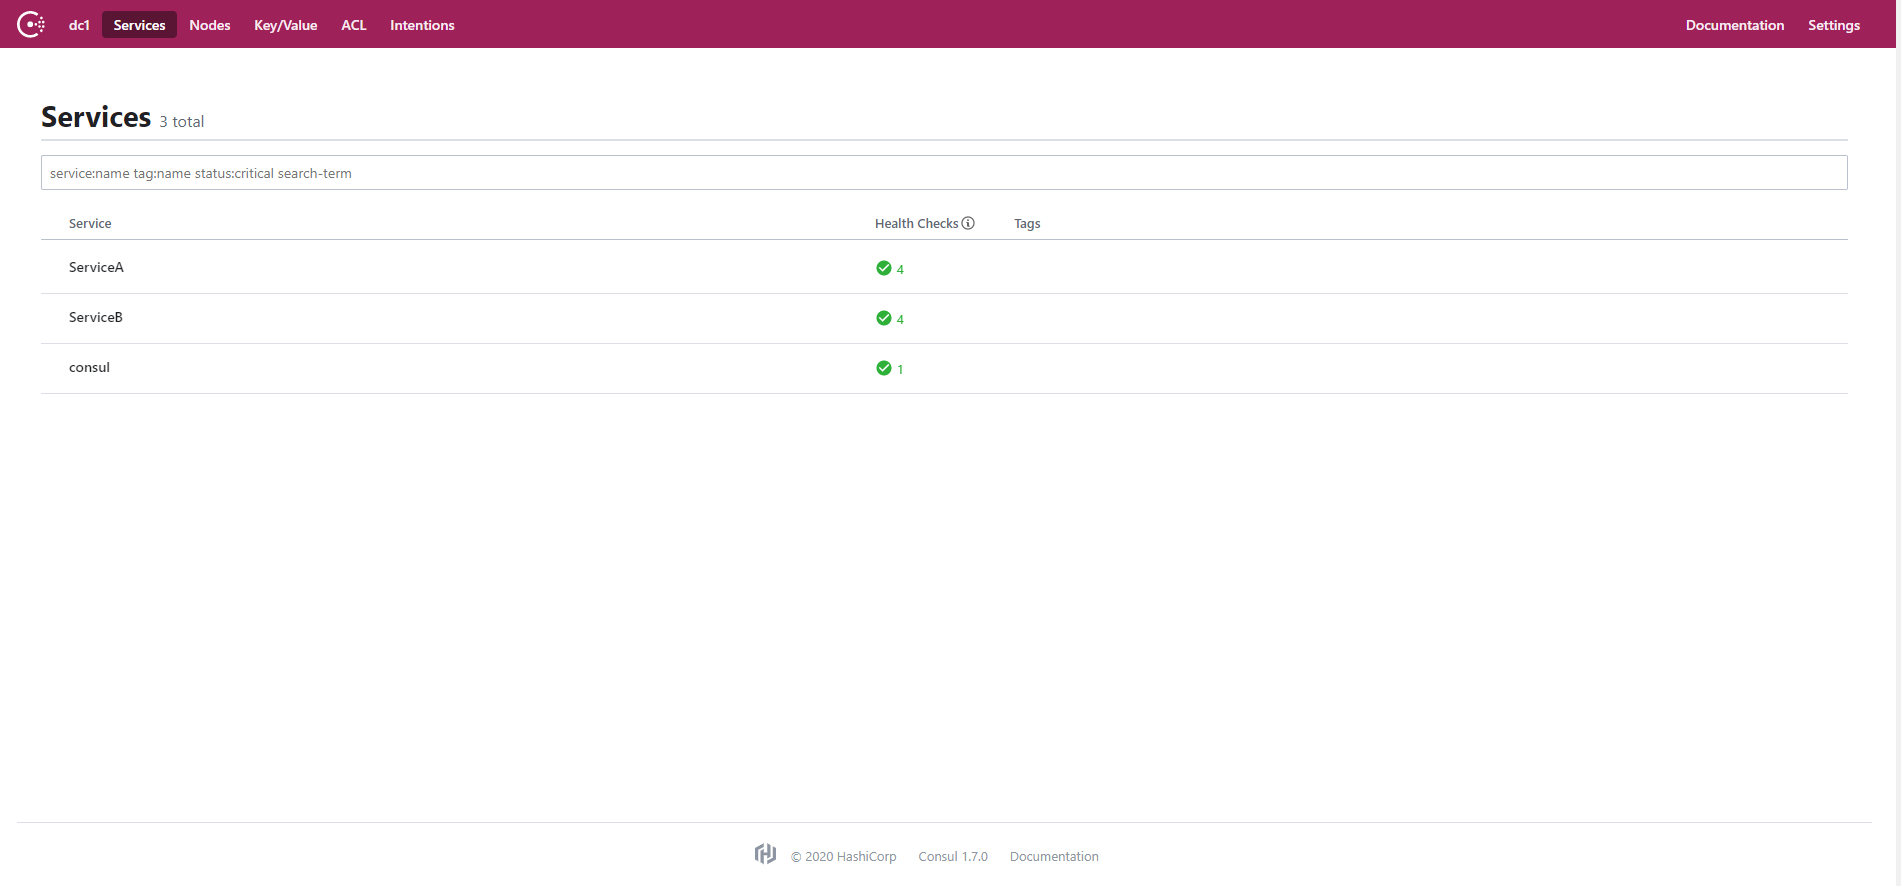 dc1 Services Nodes Key/Value ACL Intentions Documentation Settings
Services 3 total
service:name tag:name status:critical search-term
Service Health Checks Tags
ServiceA 4
ServiceB 4
consul 1
© 2020 HashiCorp Consul 1.7.0 Documentation